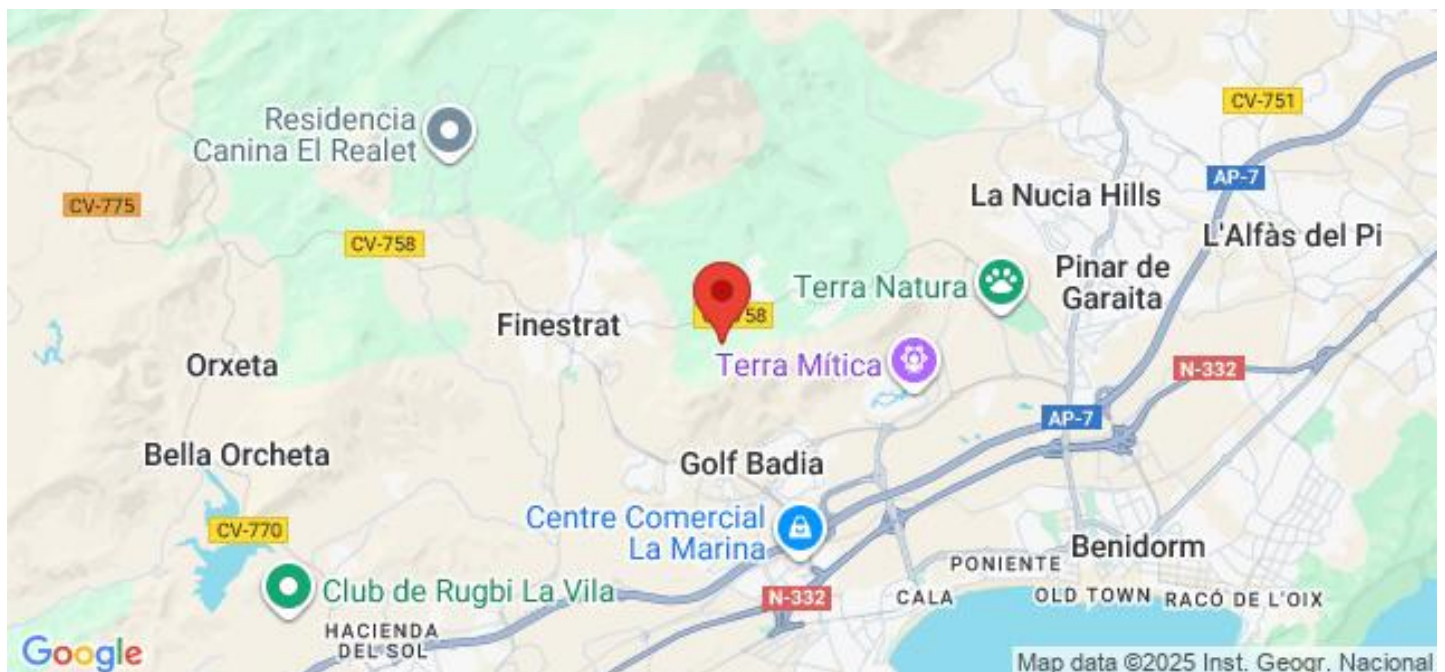 CV-751
Residencia
Canina El Realet
AP-7
La Nucia Hills
CV-775
L'Alfàs del Pi
CV-758
Pinar de
Garaita
Terra Natura
Finestrat
58
Terra Mítica
Orxeta
N-332
AP-7
Bella Orcheta
Golf Badia
Centre Comercial
La Marina
CV-770
Benidorm
PONIENTE
Club de Rugbi La Vila
N-332
CALA
OLD TOWN
RACÓ DE L'OIX
HACIENDA
DEL SOL
Google
Map data ©2025 Inst. Geogr. Nacional